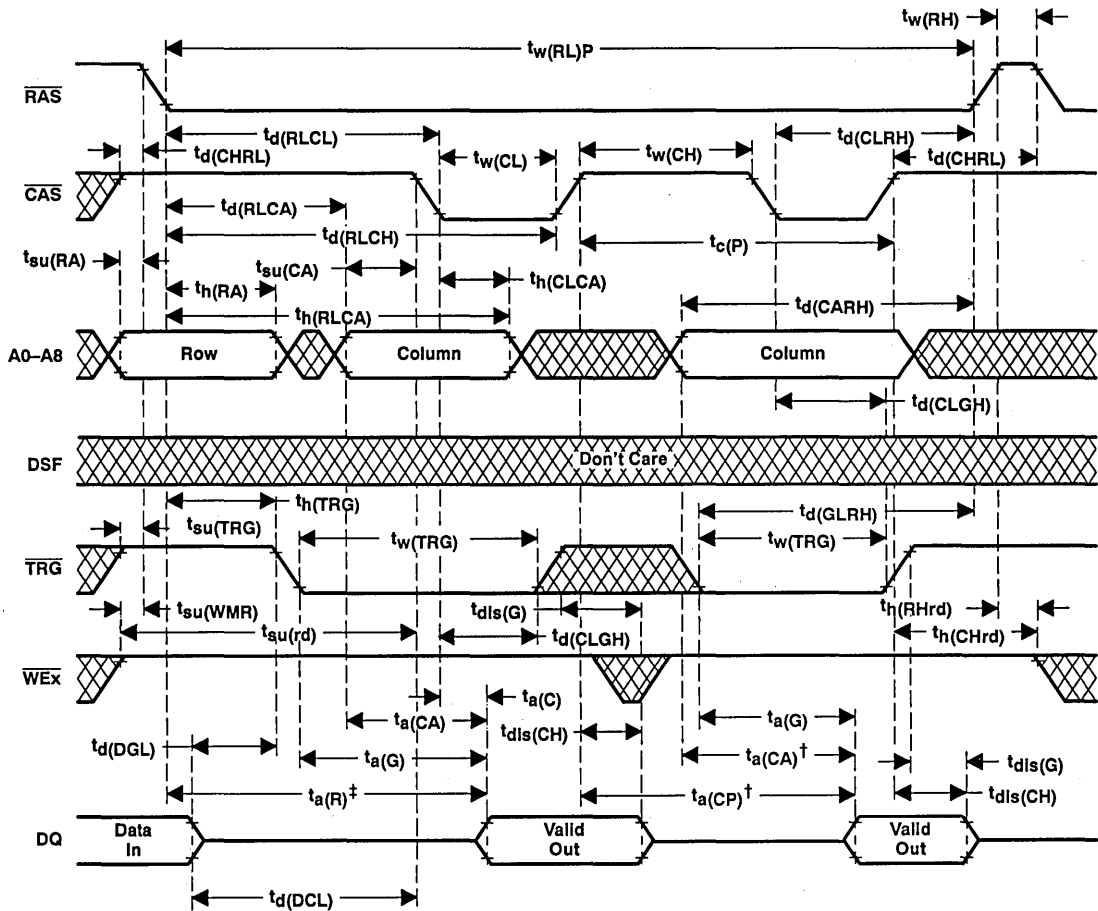 tw(RH)
tw(RL)P
RAS
td(RLCL)
td(CLRH)
td(CHRL)
tw(CL)
tw(CH)
td(CHRL)
CAS
td(RLCA)
td(RLCH)
tc(P)
tsu(RA)
tsu(CA)
th(RA)
th(CLCA)
th(RLCA)
td(CARH)
A0–A8
Row
Column
Column
td(CLGH)
DSF
Don't Care
th(TRG)
tsu(TRG)
td(GLRH)
tw(TRG)
tw(TRG)
TRG
tsu(WMR)
tdis(G)
th(RHrd)
tsu(rd)
td(CLGH)
th(CHrd)
WEx
ta(C)
ta(CA)
tdis(CH)
ta(G)
td(DGL)
ta(G)
ta(CA)†
tdis(G)
ta(R)‡
ta(CP)†
tdis(CH)
DQ
Data
In
Valid
Out
Valid
Out
td(DCL)